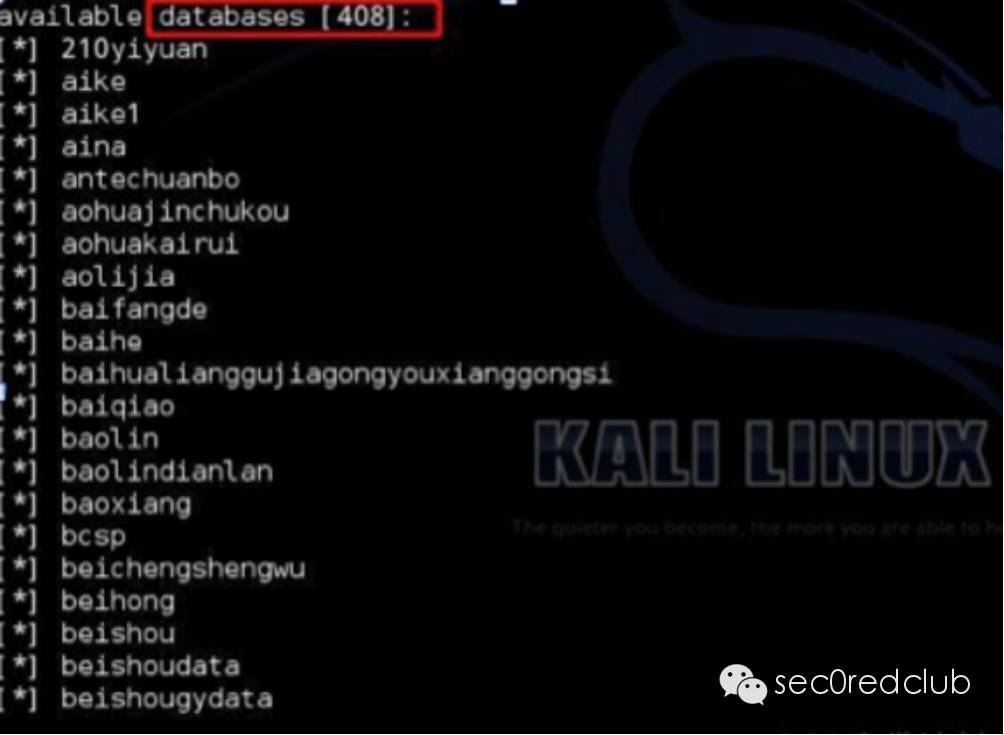 available databases [408]:
[*] 210yiyuan
[*] aike
[*] aike1
[*] aina
[*] antechuanbo
[*] aohuajinchukou
[*] aohuakairui
[*] aolijia
[*] baifangde
[*] baihe
[*] baihualianggujiagongyouxianggongsi
[*] baiqiao
[*] baolin
[*] baolindianlan
[*] baoxiang
[*] bcsp
[*] beichengshengwu
[*] beihong
[*] beishou
[*] beishoudata
[*] beishougydata
KALI LINUX
The quieter you become, the more you are able to he
sec0redclub